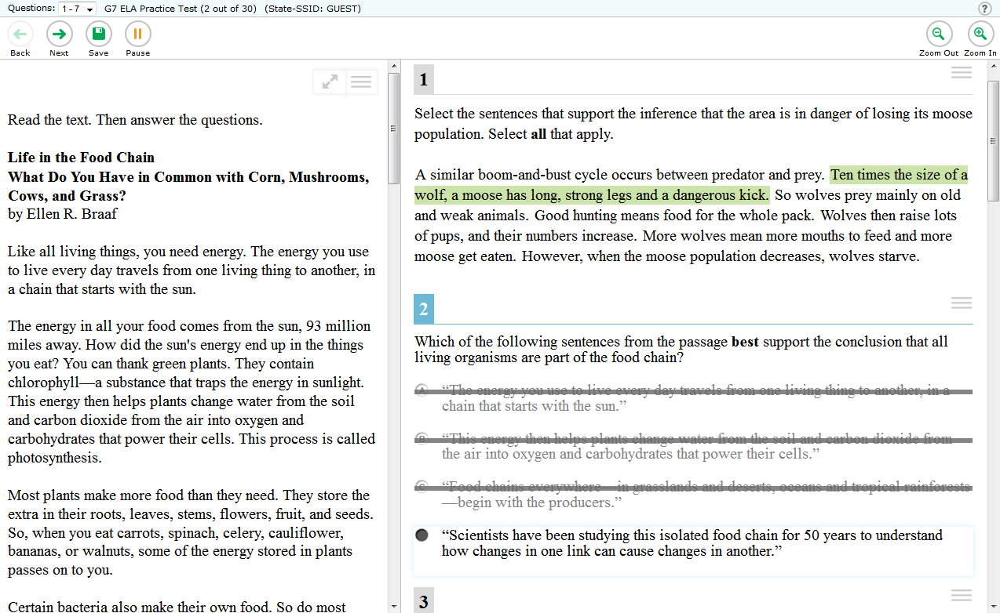 Questions: 1 - 7 G7 ELA Practice Test (2 out of 30) (State-SSID: GUEST)
Back Next Save Pause Zoom Out Zoom In
Read the text. Then answer the questions.
Life in the Food Chain
What Do You Have in Common with Corn, Mushrooms,
Cows, and Grass?
by Ellen R. Braaf
Like all living things, you need energy. The energy you use
to live every day travels from one living thing to another, in
a chain that starts with the sun.
The energy in all your food comes from the sun, 93 million
miles away. How did the sun's energy end up in the things
you eat? You can thank green plants. They contain
chlorophyll—a substance that traps the energy in sunlight.
This energy then helps plants change water from the soil
and carbon dioxide from the air into oxygen and
carbohydrates that power their cells. This process is called
photosynthesis.
Most plants make more food than they need. They store the
extra in their roots, leaves, stems, flowers, fruit, and seeds.
So, when you eat carrots, spinach, celery, cauliflower,
bananas, or walnuts, some of the energy stored in plants
passes on to you.
Certain bacteria also make their own food. So do most
1
Select the sentences that support the inference that the area is in danger of losing its moose
population. Select all that apply.
A similar boom-and-bust cycle occurs between predator and prey. Ten times the size of a
wolf, a moose has long, strong legs and a dangerous kick. So wolves prey mainly on old
and weak animals. Good hunting means food for the whole pack. Wolves then raise lots
of pups, and their numbers increase. More wolves mean more mouths to feed and more
moose get eaten. However, when the moose population decreases, wolves starve.
2
Which of the following sentences from the passage best support the conclusion that all
living organisms are part of the food chain?
A “The energy you use to live every day travels from one living thing to another, in a
chain that starts with the sun.”
B “This energy then helps plants change water from the soil and carbon dioxide from
the air into oxygen and carbohydrates that power their cells.”
C “Food chains everywhere—in grasslands and deserts, oceans and tropical rainforests
—begin with the producers.”
“Scientists have been studying this isolated food chain for 50 years to understand
how changes in one link can cause changes in another.”
3